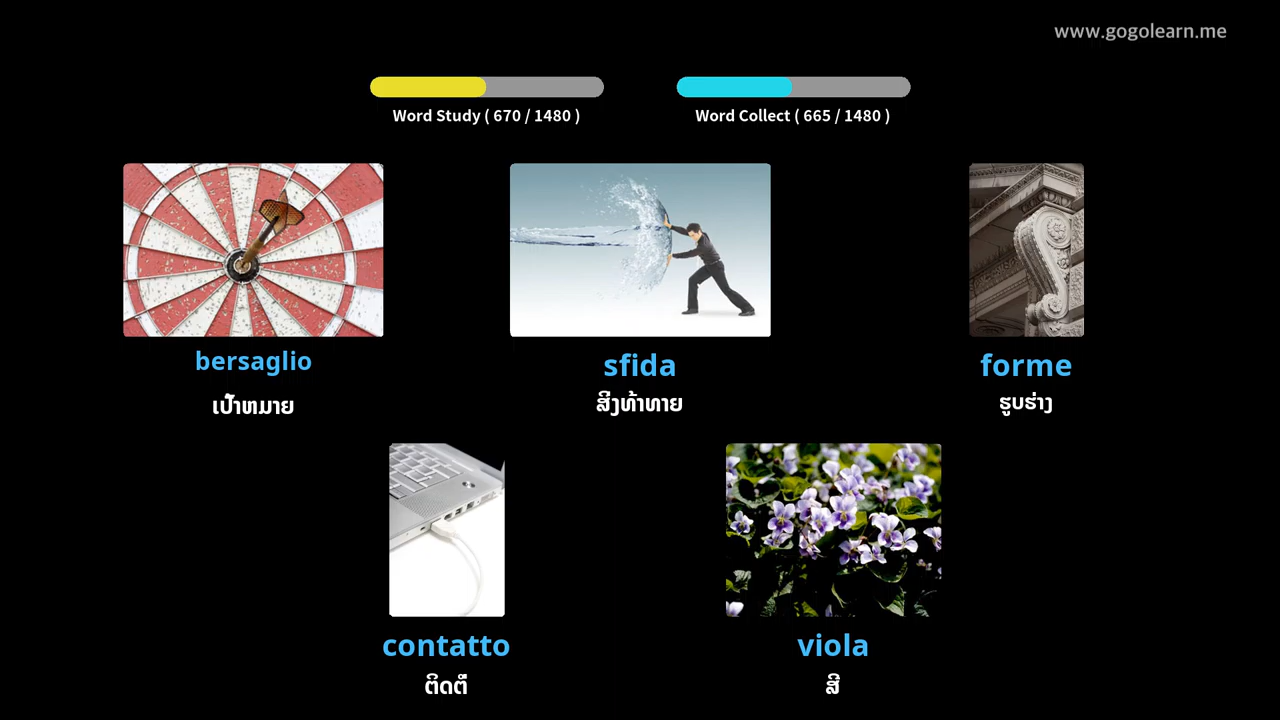 www.gogolearn.me
Word Study ( 670 / 1480 )
Word Collect ( 665 / 1480 )
bersaglio
sfida
forme
ເປົ້າຫມາຍ
ສິ່ງທ້າທາຍ
ຮູບຮ່າງ
contatto
viola
ຕິດຕໍ່
ສີ